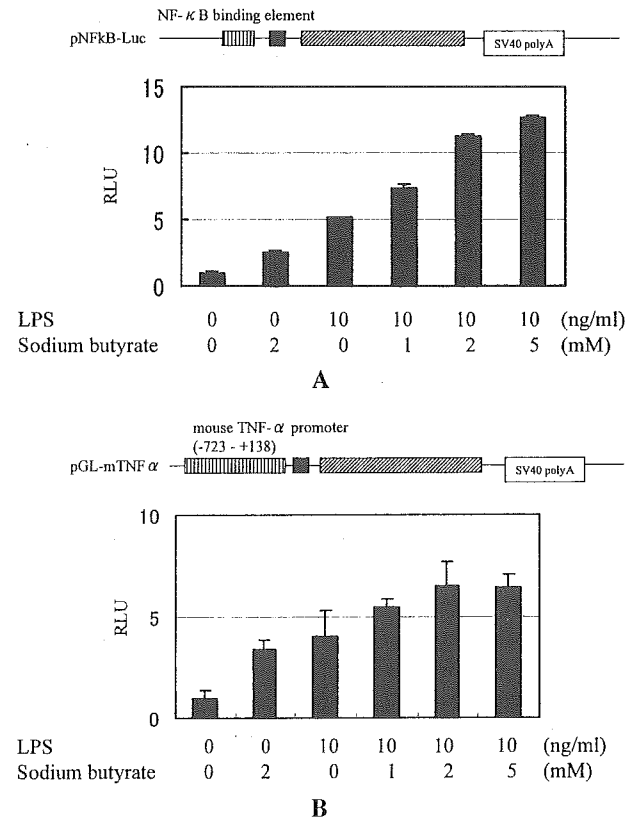 NF-κB binding element
pNFkB-Luc
SV40 polyA
15
10
5
0
RLU
LPS 0 0 10 10 10 10 (ng/ml)
Sodium butyrate 0 2 0 1 2 5 (mM)
A
mouse TNF-α promoter
(-723 - +138)
pGL-mTNFα
SV40 polyA
10
5
0
RLU
LPS 0 0 10 10 10 10 (ng/ml)
Sodium butyrate 0 2 0 1 2 5 (mM)
B